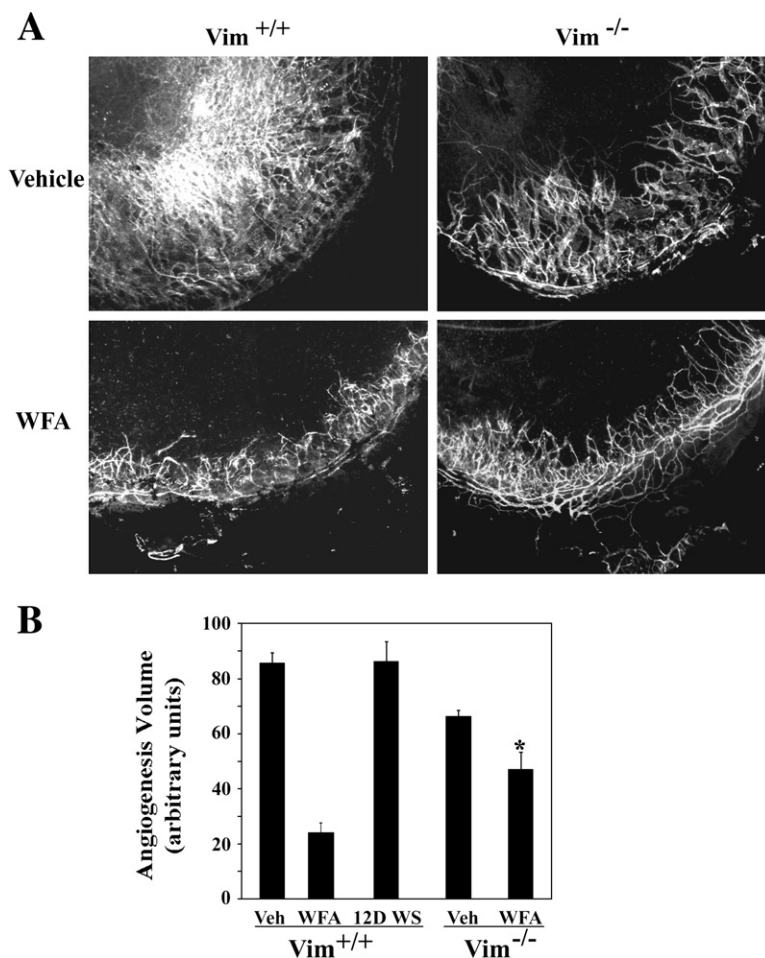 A
Vim +/+
Vim -/-
Vehicle
WFA
B
Angiogenesis Volume
(arbitrary units)
100
80
60
40
20
0
*
Veh WFA 12D WS Veh WFA
Vim+/+ Vim-/-